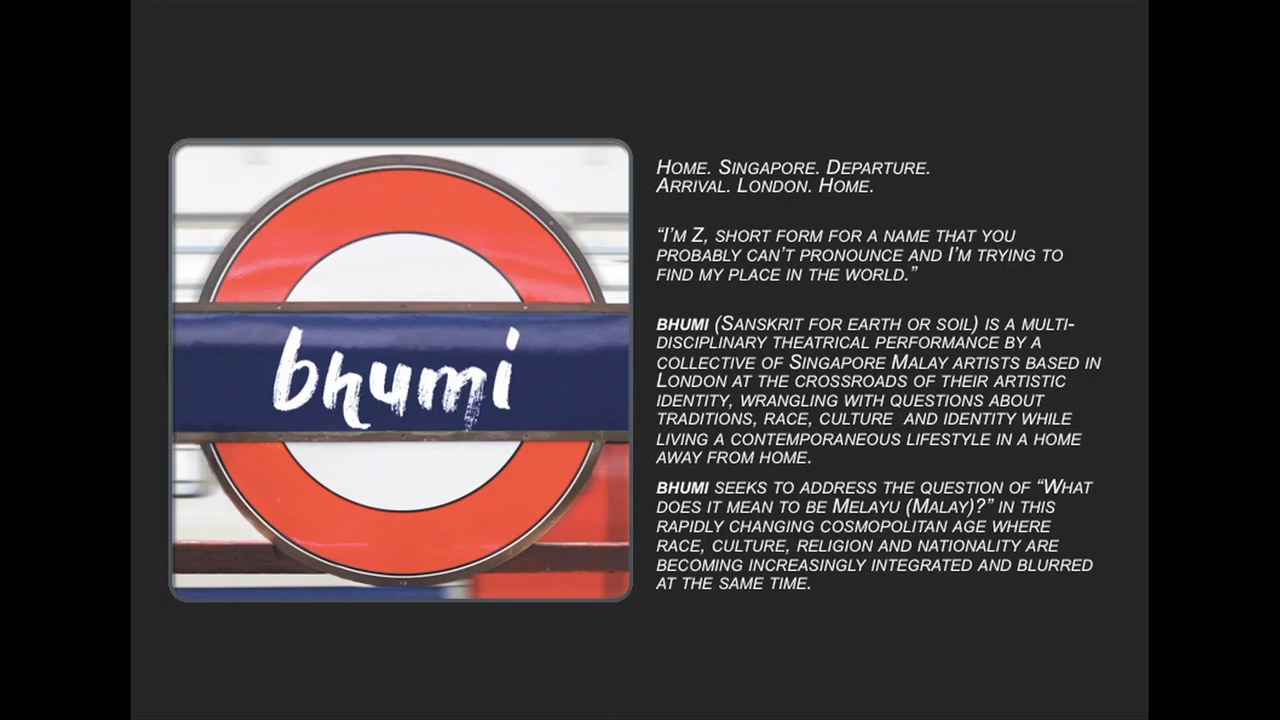 bhumi
Home. Singapore. Departure.
Arrival. London. Home.
“I’m Z, short form for a name that you
probably can’t pronounce and I’m trying to
find my place in the world.”
bhumi (Sanskrit for earth or soil) is a multi-
disciplinary theatrical performance by a
collective of Singapore Malay artists based in
London at the crossroads of their artistic
identity, wrangling with questions about
traditions, race, culture  and identity while
living a contemporaneous lifestyle in a home
away from home.
bhumi seeks to address the question of “What
does it mean to be Melayu (Malay)?” in this
rapidly changing cosmopolitan age where
race, culture, religion and nationality are
becoming increasingly integrated and blurred
at the same time.